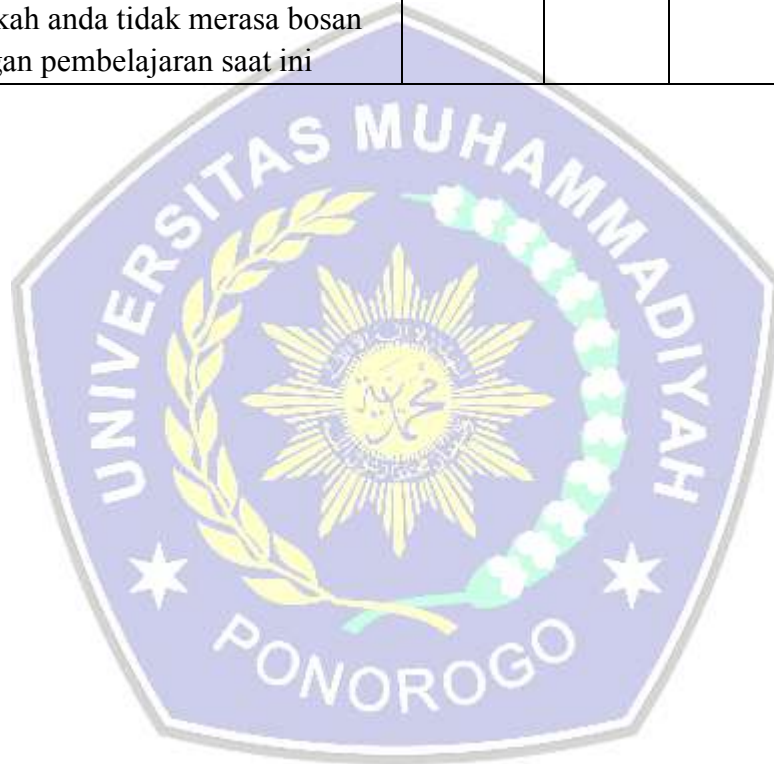 kah anda tidak merasa bosan
gan pembelajaran saat ini
UNIVERSITAS MUHAMMADIYAH
PONOROGO